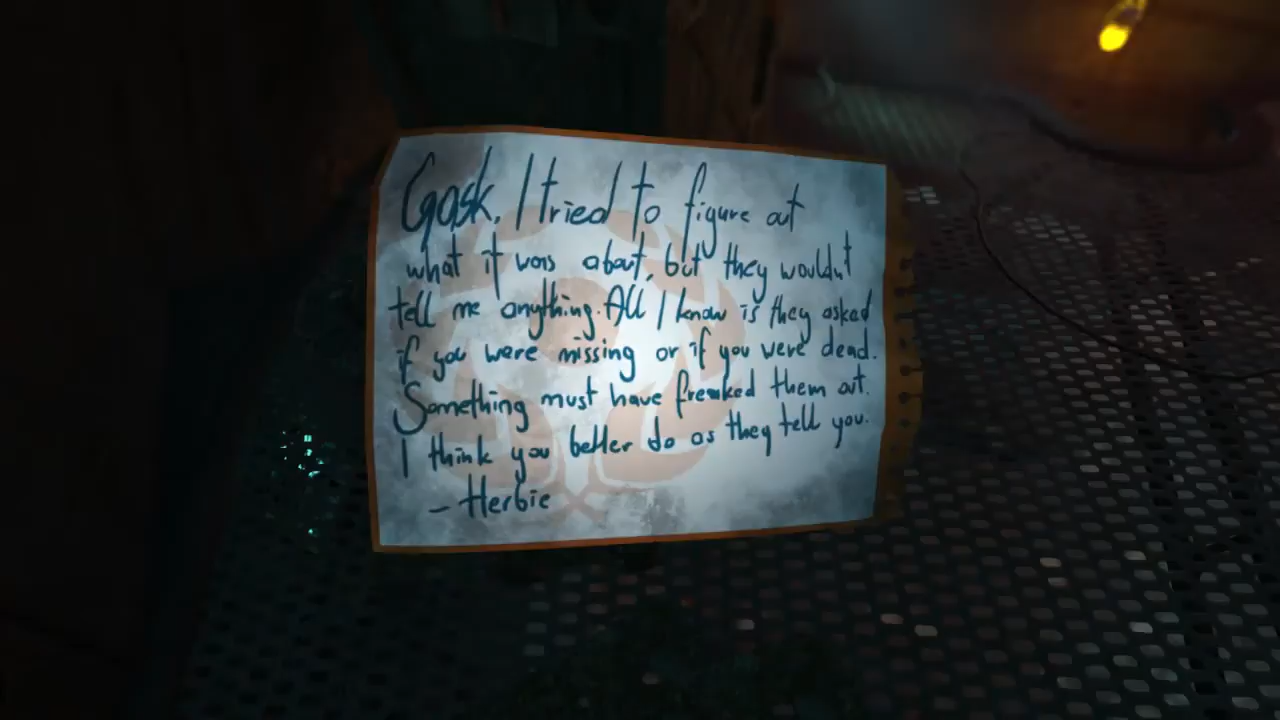 Gask, I tried to figure out
what it was about, but they wouldn't
tell me anything. All I know is they asked
if you were missing or if you were dead.
Something must have freaked them out.
I think you better do as they tell you.
– Herbie